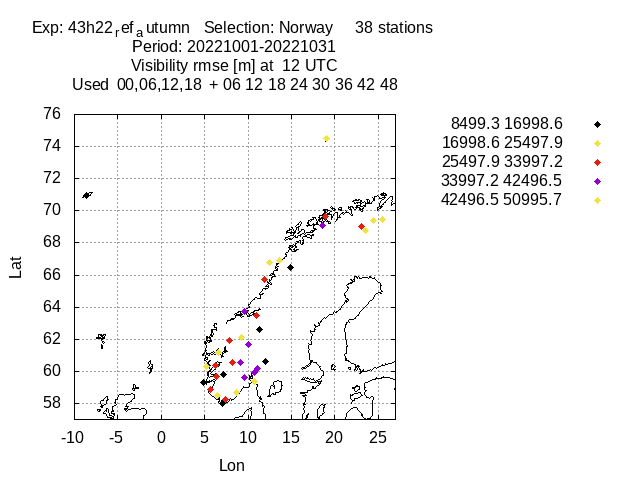 Exp: 43h22ref_autumn   Selection: Norway     38 stations
Period: 20221001-20221031
Visibility rmse [m] at  12 UTC
Used  00,06,12,18  + 06 12 18 24 30 36 42 48
8499.3 16998.6
16998.6 25497.9
25497.9 33997.2
33997.2 42496.5
42496.5 50995.7
76
74
72
70
68
66
64
62
60
58
Lat
-10 -5 0 5 10 15 20 25
Lon